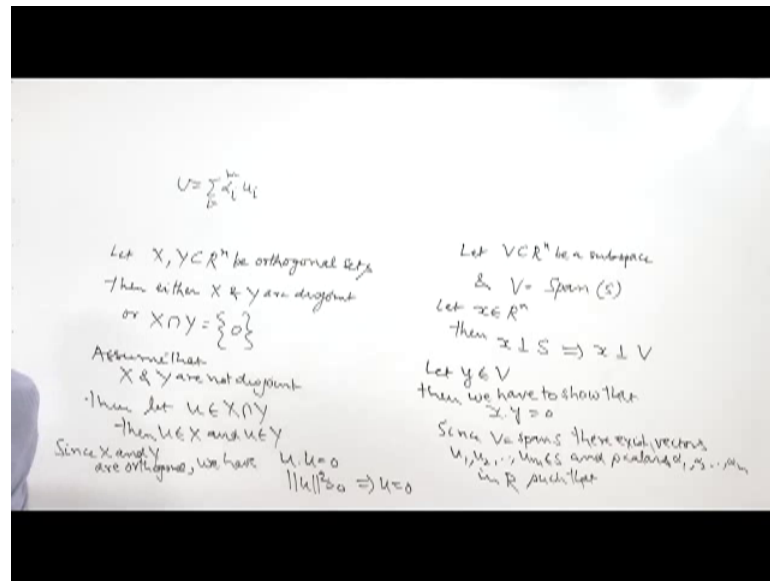 U = Σ αᵢ uᵢ
Let X, Y ⊂ Rⁿ be orthogonal sets
then either X & Y are disjoint
or X ∩ Y = {0}
Assume that
X & Y are not disjoint
Then let u ∈ X ∩ Y
then u ∈ X and u ∈ Y
Since X and Y
are orthogonal, we have u.u = 0
||u||² = 0 ⇒ u = 0
Let V ⊂ Rⁿ be a subspace
& V = Span (S)
Let x ∈ Rⁿ
then x ⊥ S ⇒ x ⊥ V
Let y ∈ V
then we have to show that
x.y = 0
Since V = span S there exist vectors
u₁, u₂, .., uₘ ∈ S and scalars α₁, α₂, .., αₘ
in R such that